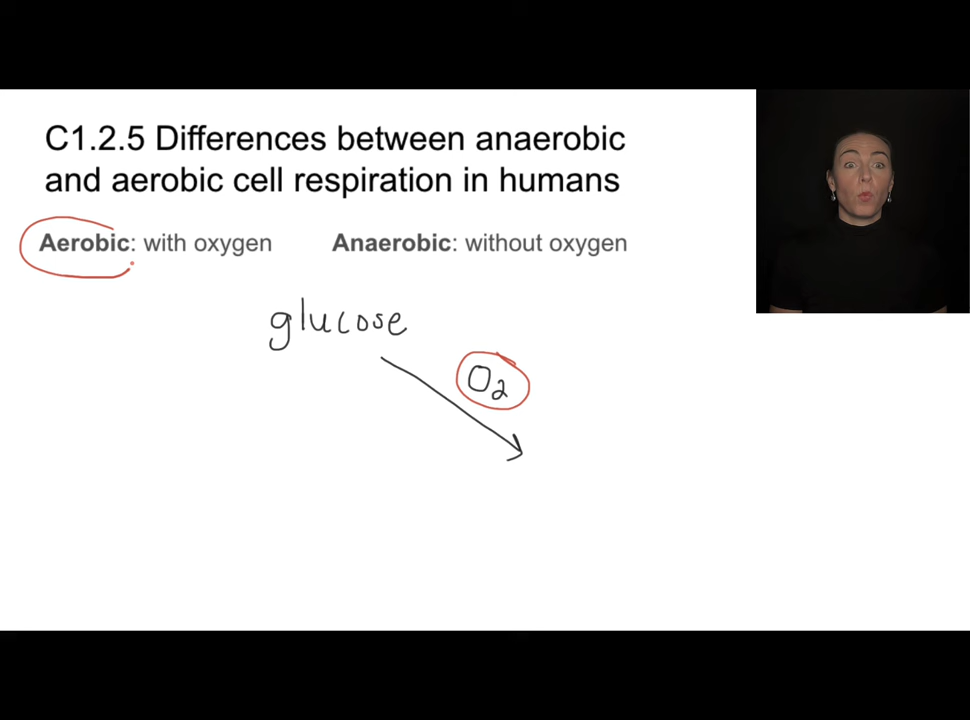 C1.2.5 Differences between anaerobic
and aerobic cell respiration in humans
Aerobic: with oxygen Anaerobic: without oxygen
glucose
O₂